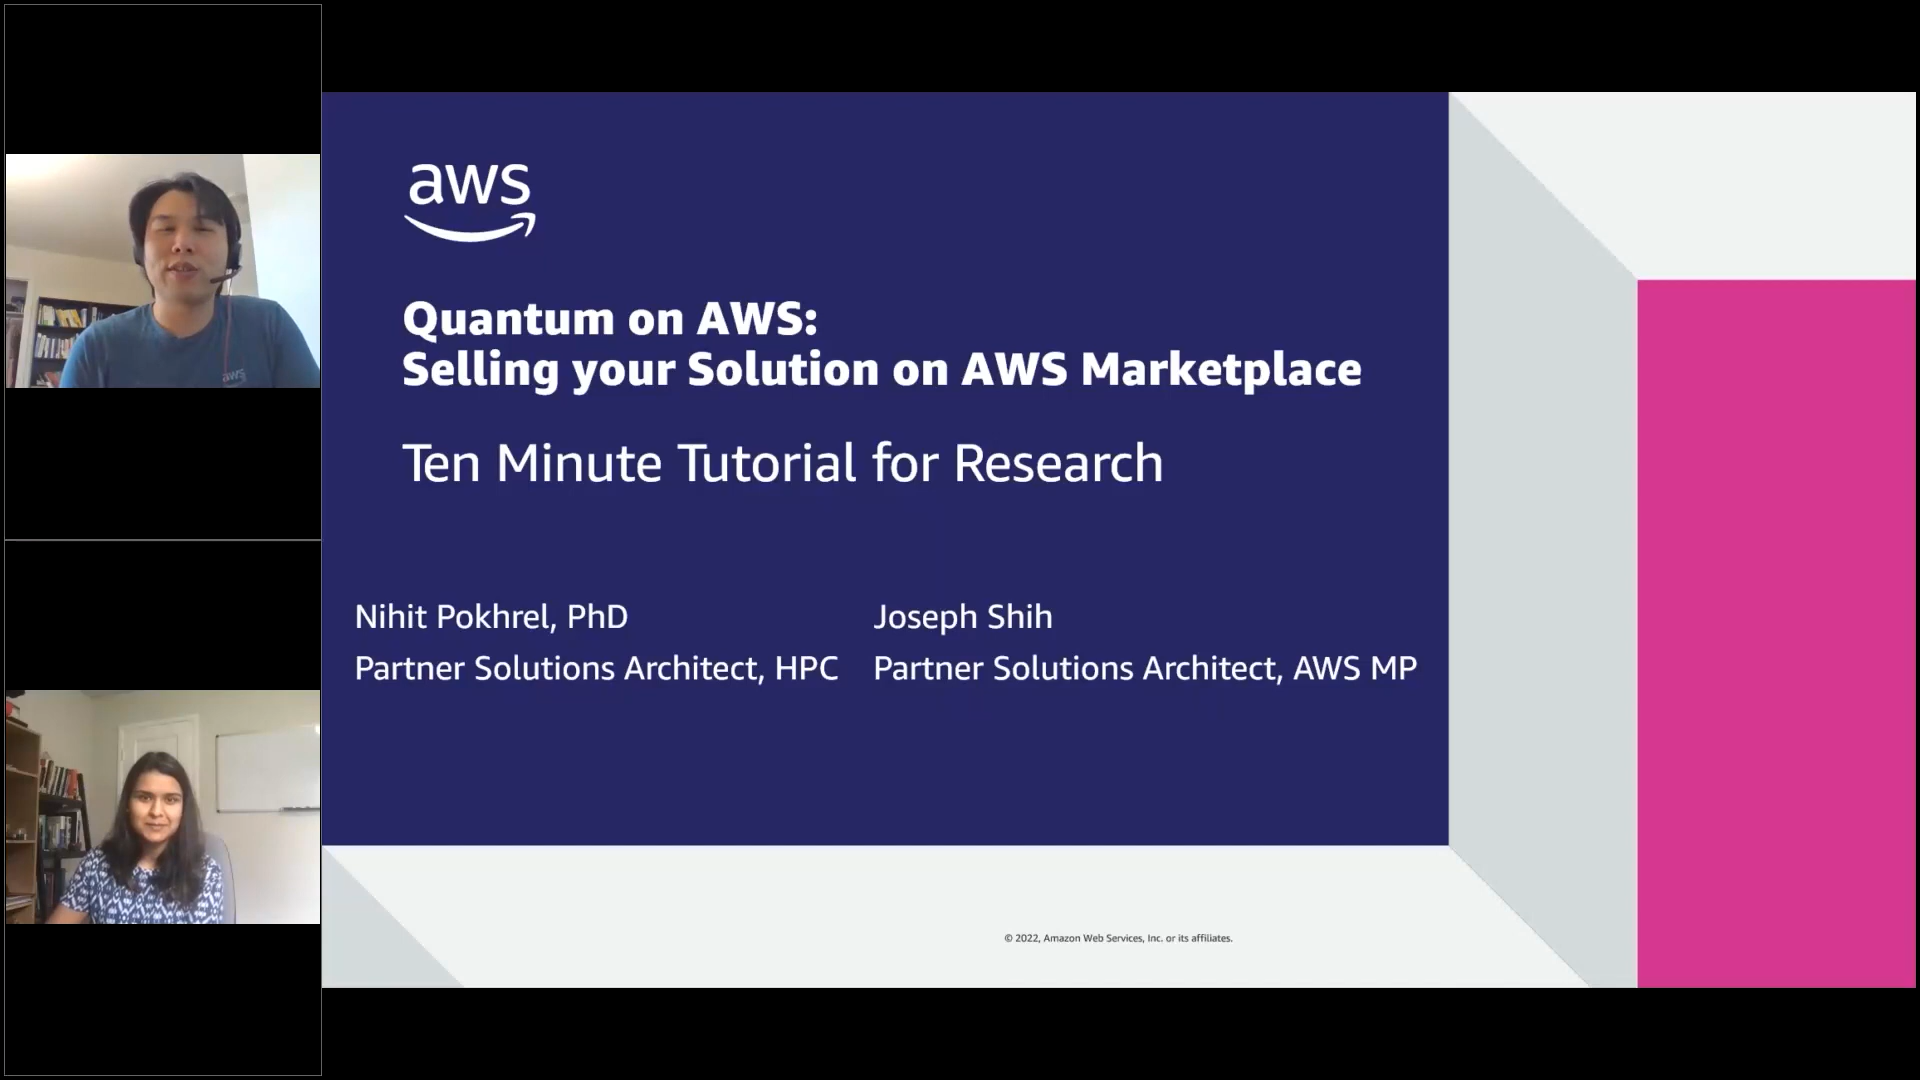 aws
Quantum on AWS:
Selling your Solution on AWS Marketplace
Ten Minute Tutorial for Research
Nihit Pokhrel, PhD
Partner Solutions Architect, HPC
Joseph Shih
Partner Solutions Architect, AWS MP
© 2022, Amazon Web Services, Inc. or its affiliates.
aws